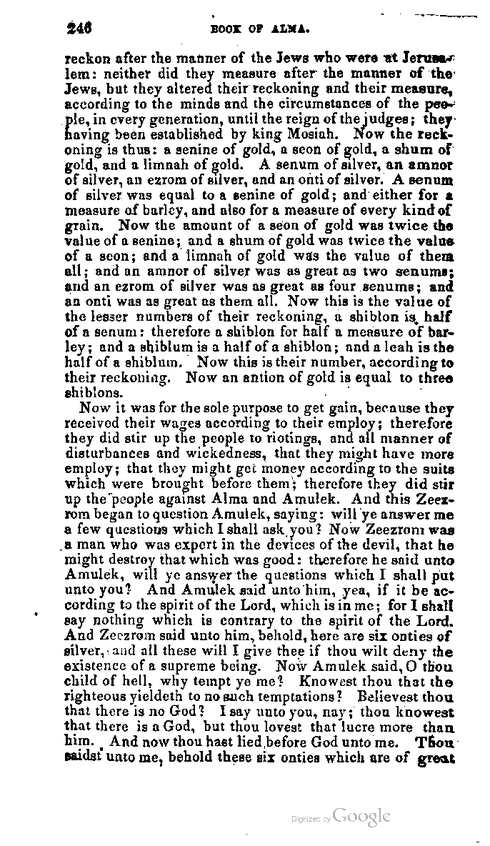 246 BOOK OF ALMA.
reckon after the manner of the Jews who were at Jerusa-
lem: neither did they measure after the manner of the
Jews, but they altered their reckoning and their measure,
according to the minds and the circumstances of the peo-
ple, in every generation, until the reign of the judges; they
having been established by king Mosiah. Now the reck-
oning is thus: a senine of gold, a seon of gold, a shum of
gold, and a limnah of gold. A senum of silver, an amnor
of silver, an ezrom of silver, and an onti of silver. A senum
of silver was equal to a senine of gold; and either for a
measure of barley, and also for a measure of every kind of
grain. Now the amount of a seon of gold was twice the
value of a senine; and a shum of gold was twice the value
of a seon; and a limnah of gold was the value of them
all; and an amnor of silver was as great as two senums;
and an ezrom of silver was as great as four senums; and
an onti was as great as them all. Now this is the value of
the lesser numbers of their reckoning, a shiblon is half
of a senum: therefore a shiblon for half a measure of bar-
ley; and a shiblum is a half of a shiblon; and a leah is the
half of a shiblum. Now this is their number, according to
their reckoning. Now an antion of gold is equal to three
shiblons.
Now it was for the sole purpose to get gain, because they
received their wages according to their employ; therefore
they did stir up the people to riotings, and all manner of
disturbances and wickedness, that they might have more
employ; that they might get money according to the suits
which were brought before them; therefore they did stir
up the people against Alma and Amulek. And this Zeez-
rom began to question Amulek, saying: will ye answer me
a few questions which I shall ask you? Now Zeezrom was
a man who was expert in the devices of the devil, that he
might destroy that which was good: therefore he said unto
Amulek, will ye answer the questions which I shall put
unto you? And Amulek said unto him, yea, if it be ac-
cording to the spirit of the Lord, which is in me; for I shall
say nothing which is contrary to the spirit of the Lord.
And Zeezrom said unto him, behold, here are six onties of
silver, and all these will I give thee if thou wilt deny the
existence of a supreme being. Now Amulek said, O thou
child of hell, why tempt ye me? Knowest thou that the
righteous yieldeth to no such temptations? Believest thou
that there is no God? I say unto you, nay; thou knowest
that there is a God, but thou lovest that lucre more than
him. And now thou hast lied before God unto me. Thou
saidst unto me, behold these six onties which are of great
Digitized by Google